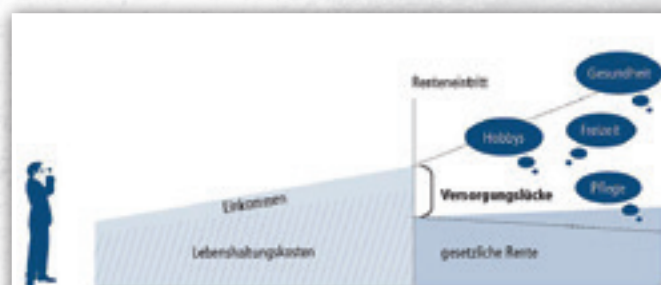 Gesundheit
Renteneintritt
Hobbys
Freizeit
Pflege
Einkommen
Versorgungslücke
Lebenshaltungskosten
gesetzliche Rente